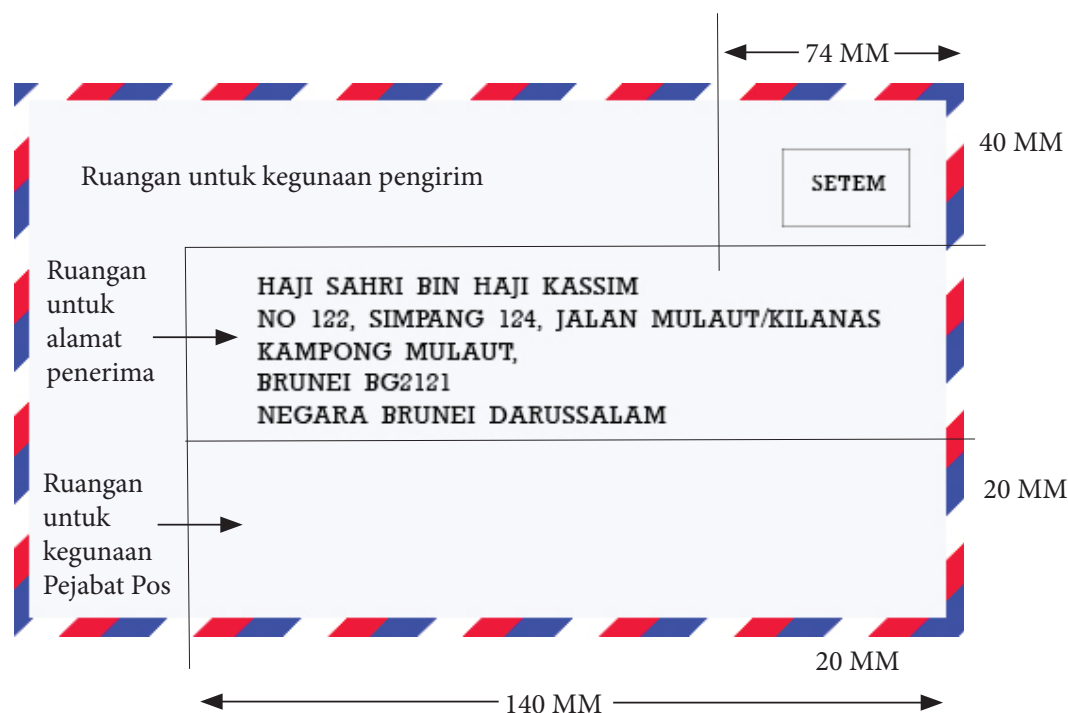 74 MM
40 MM
Ruangan untuk kegunaan pengirim
SETEM
Ruangan
untuk
alamat
penerima
HAJI SAHRI BIN HAJI KASSIM
NO 122, SIMPANG 124, JALAN MULAUT/KILANAS
KAMPONG MULAUT,
BRUNEI BG2121
NEGARA BRUNEI DARUSSALAM
Ruangan
untuk
kegunaan
Pejabat Pos
20 MM
20 MM
140 MM